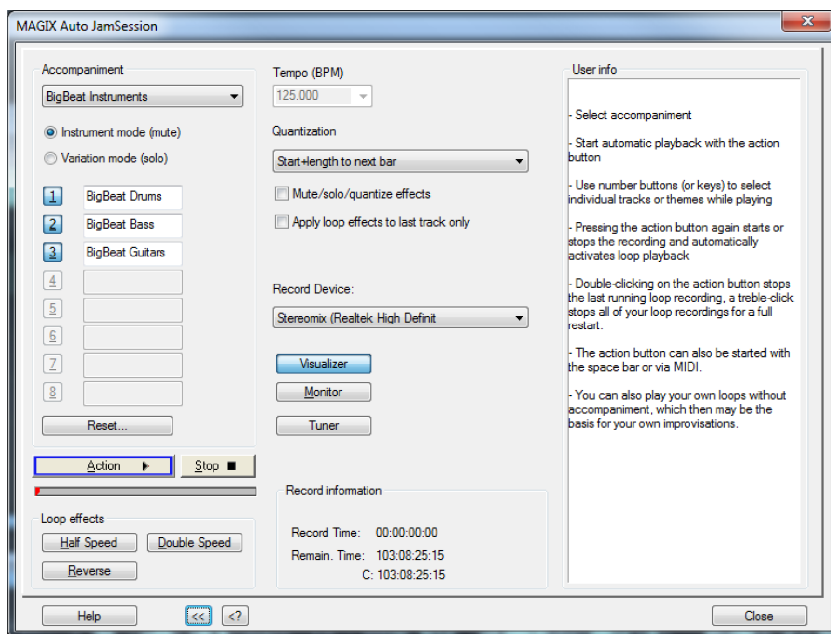 MAGIX Auto JamSession
Accompaniment
BigBeat Instruments
Instrument mode (mute)
Variation mode (solo)
1 BigBeat Drums
2 BigBeat Bass
3 BigBeat Guitars
4
5
6
7
8
Reset...
Action
Stop
Loop effects
Half Speed Double Speed
Reverse
Tempo (BPM)
125.000
Quantization
Start+length to next bar
Mute/solo/quantize effects
Apply loop effects to last track only
Record Device:
Stereomix (Realtek High Definit
Visualizer
Monitor
Tuner
Record information
Record Time: 00:00:00:00
Remain. Time: 103:08:25:15
C: 103:08:25:15
User info
- Select accompaniment
- Start automatic playback with the action
button
- Use number buttons (or keys) to select
individual tracks or themes while playing
- Pressing the action button again starts or
stops the recording and automatically
activates loop playback
- Double-clicking on the action button stops
the last running loop recording, a treble-click
stops all of your loop recordings for a full
restart.
- The action button can also be started with
the space bar or via MIDI.
- You can also play your own loops without
accompaniment, which then may be the
basis for your own improvisations.
Help << <? Close